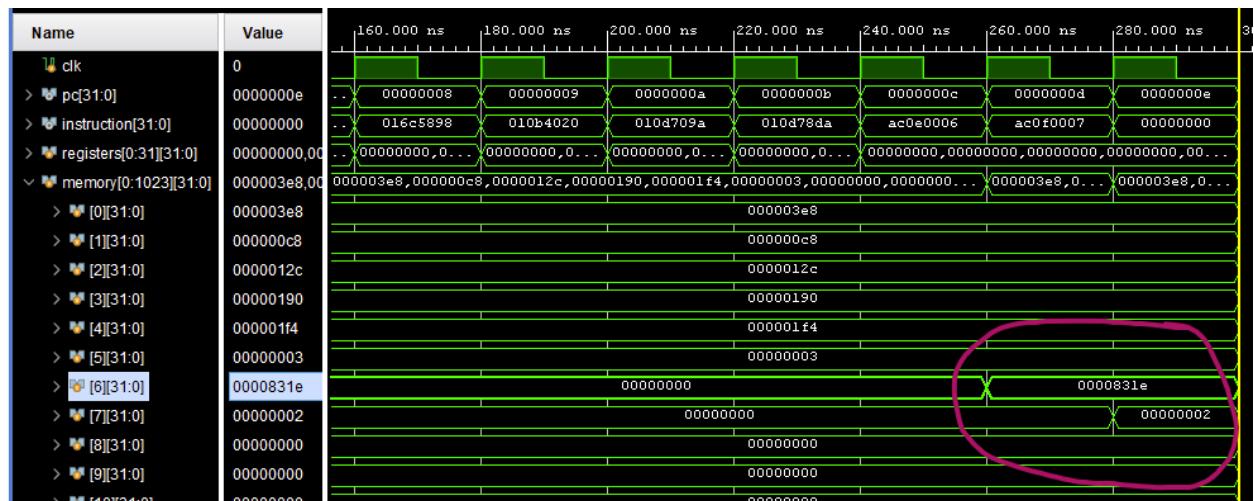 Name Value 160.000 ns 180.000 ns 200.000 ns 220.000 ns 240.000 ns 260.000 ns 280.000 ns
clk 0
pc[31:0] 0000000e .. 00000008 00000009 0000000a 0000000b 0000000c 0000000d 0000000e
instruction[31:0] 00000000 .. 016c5898 010b4020 010d709a 010d78da ac0e0006 ac0f0007 00000000
registers[0:31][31:0] 00000000,00 .. 00000000,0... 00000000,0... 00000000,0... 00000000,0... 00000000,00000000,00000000,00000000,00...
memory[0:1023][31:0] 000003e8,00 000003e8,000000c8,0000012c,00000190,000001f4,00000003,00000000,0000000... 000003e8,0... 000003e8,0...
[0][31:0] 000003e8 000003e8
[1][31:0] 000000c8 000000c8
[2][31:0] 0000012c 0000012c
[3][31:0] 00000190 00000190
[4][31:0] 000001f4 000001f4
[5][31:0] 00000003 00000003
[6][31:0] 0000831e 00000000 0000831e
[7][31:0] 00000002 00000000 00000002
[8][31:0] 00000000 00000000
[9][31:0] 00000000 00000000